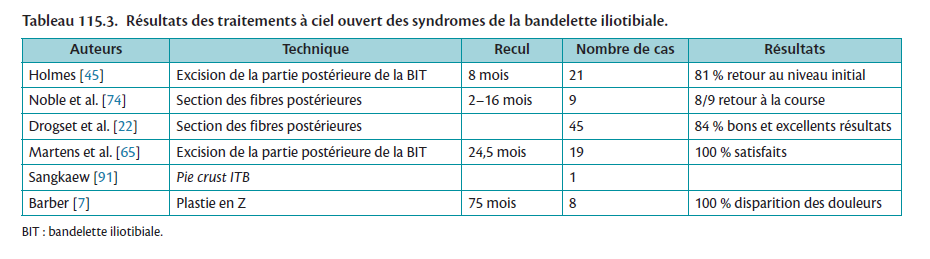 Tableau 115.3. Résultats des traitements à ciel ouvert des syndromes de la bandelette iliotibiale.
Auteurs Technique Recul Nombre de cas Résultats
Holmes [45] Excision de la partie postérieure de la BIT 8 mois 21 81 % retour au niveau initial
Noble et al. [74] Section des fibres postérieures 2–16 mois 9 8/9 retour à la course
Drogset et al. [22] Section des fibres postérieures 45 84 % bons et excellents résultats
Martens et al. [65] Excision de la partie postérieure de la BIT 24,5 mois 19 100 % satisfaits
Sangkaew [91] Pie crust ITB 1
Barber [7] Plastie en Z 75 mois 8 100 % disparition des douleurs
BIT : bandelette iliotibiale.